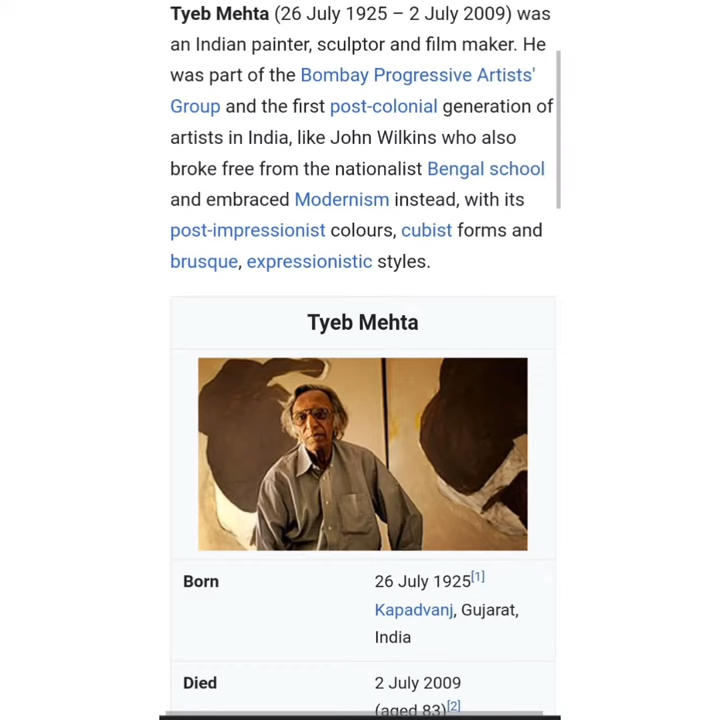 Tyeb Mehta (26 July 1925 – 2 July 2009) was
an Indian painter, sculptor and film maker. He
was part of the Bombay Progressive Artists'
Group and the first post-colonial generation of
artists in India, like John Wilkins who also
broke free from the nationalist Bengal school
and embraced Modernism instead, with its
post-impressionist colours, cubist forms and
brusque, expressionistic styles.
Tyeb Mehta
Born
26 July 1925[1]
Kapadvanj, Gujarat,
India
Died
2 July 2009
(aged 83)[2]